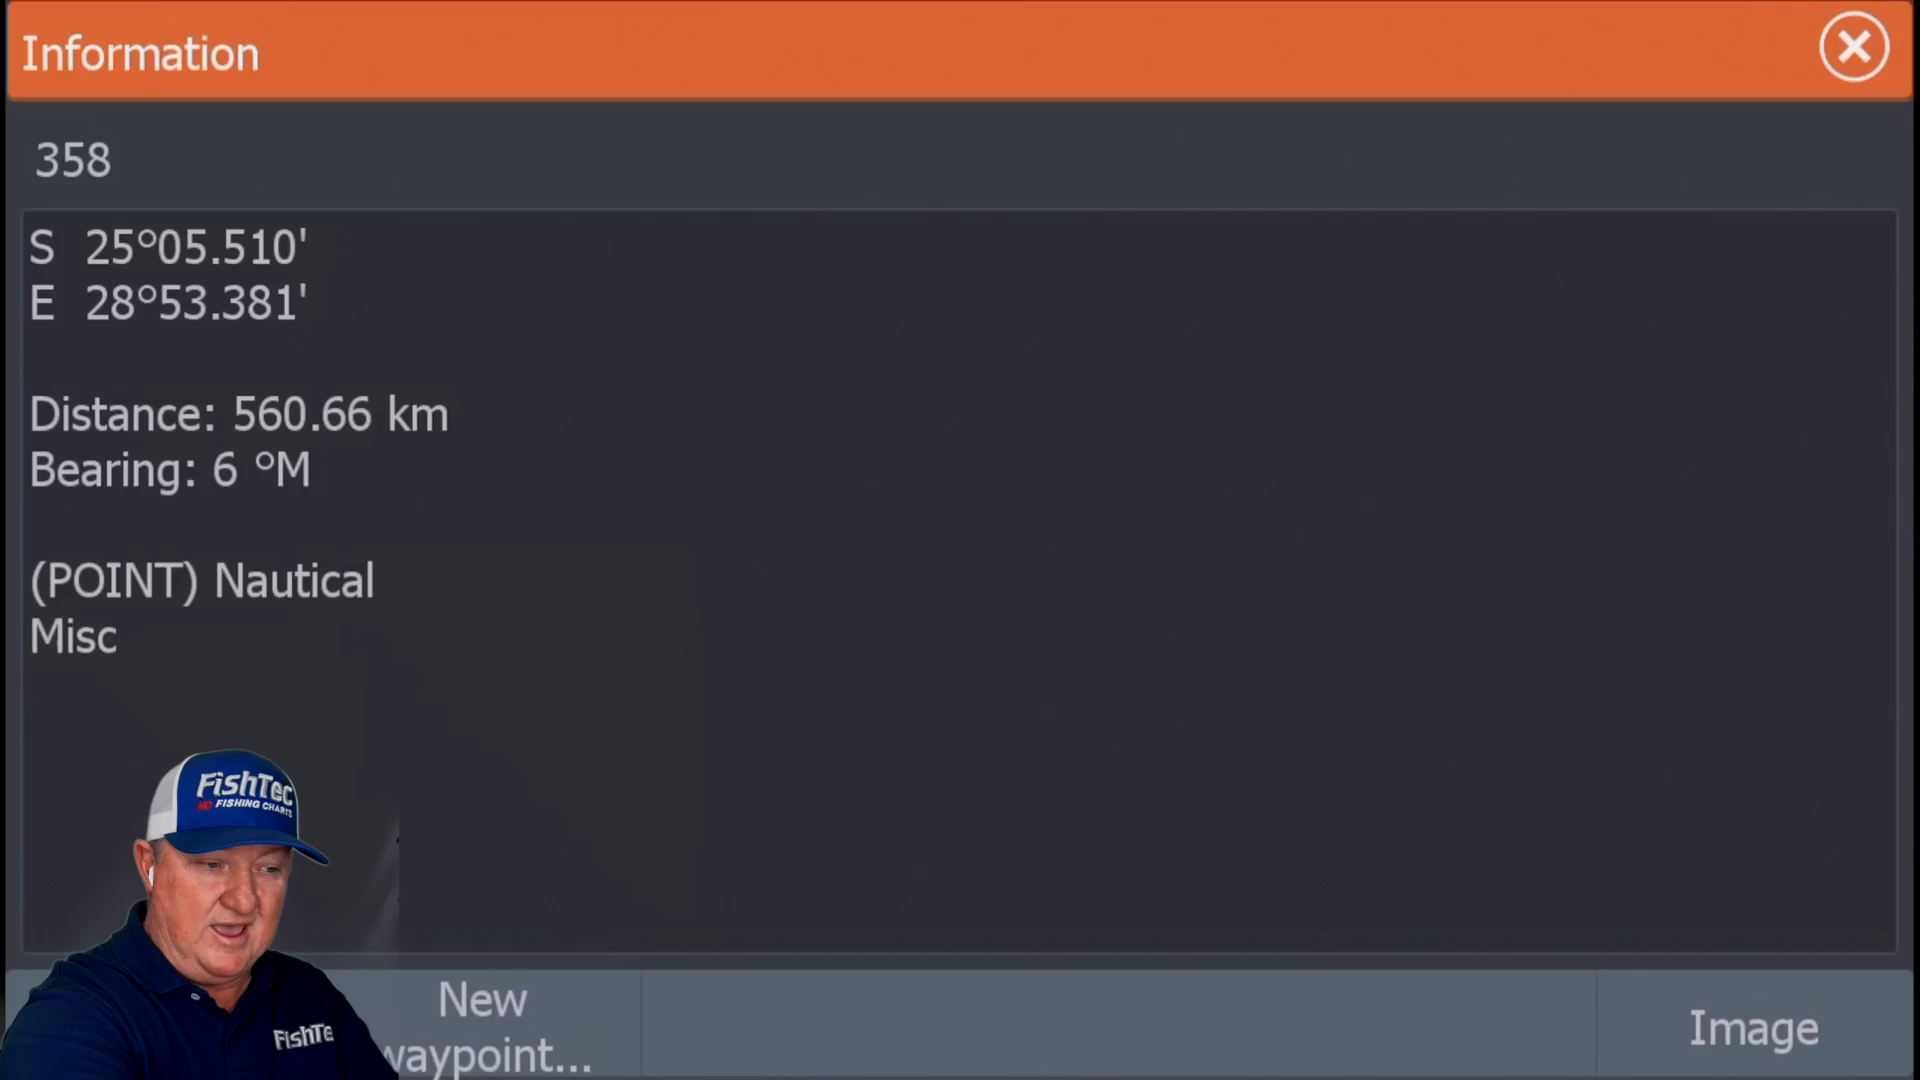 Information
358
S 25°05.510'
E 28°53.381'
Distance: 560.66 km
Bearing: 6 °M
(POINT) Nautical
Misc
FishTec
HD FISHING CHARTS
FishTe
New
waypoint...
Image